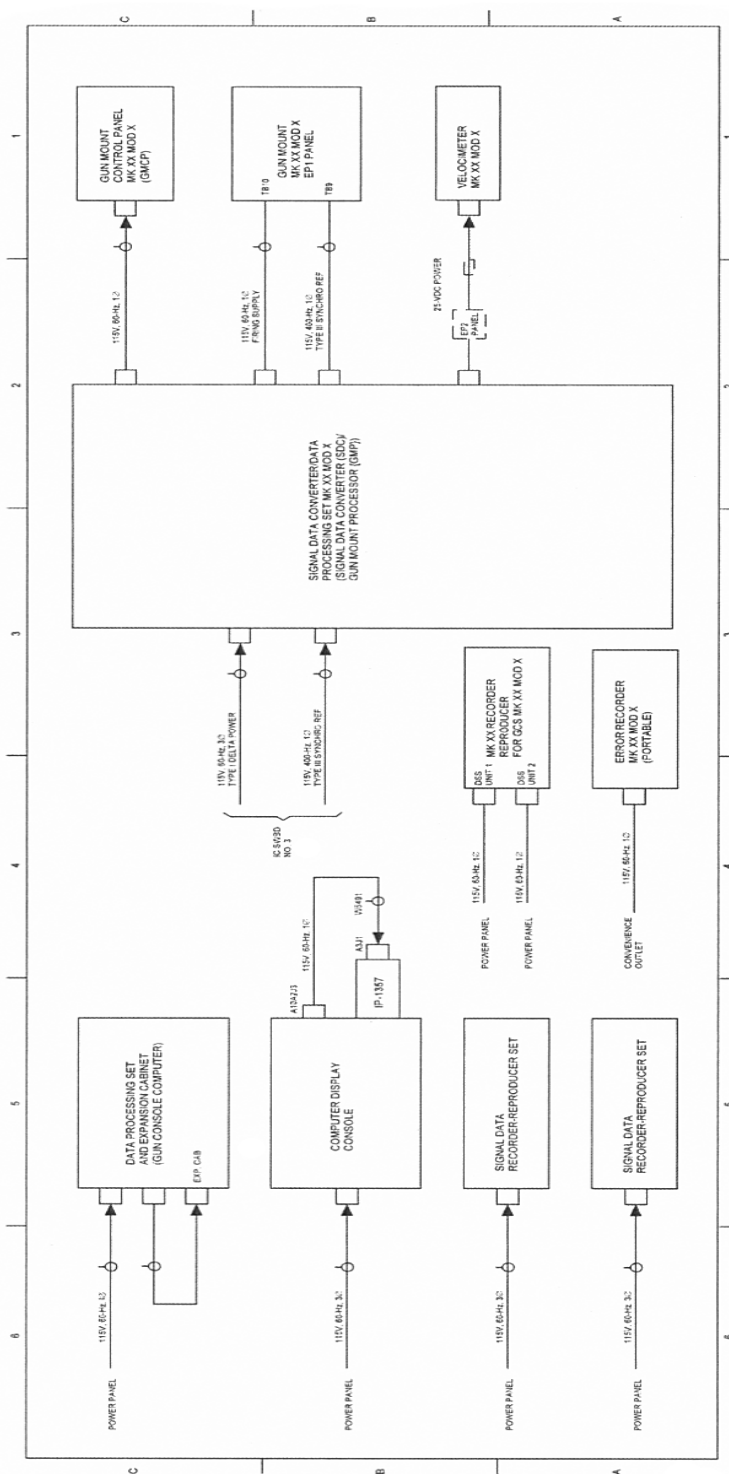 C
B
A
1
2
3
4
5
6
GUN MOUNT
CONTROL PANEL
MK XX MOD X
(GMCP)
115V, 60-Hz, 1Ø
GUN MOUNT
MK XX MOD X
EP1 PANEL
TB10
TB9
115V, 60-Hz, 1Ø
FIRING SUPPLY
115V, 400-Hz, 1Ø
TYPE III SYNCHRO REF
VELOCIMETER
MK XX MOD X
EP2
PANEL
SIGNAL DATA CONVERTER/DATA
PROCESSING SET MK XX MOD X
(SIGNAL DATA CONVERTER (SDC)/
GUN MOUNT PROCESSOR [GMP])
115V, 60-Hz, 3Ø
TYPE I DELTA POWER
115V, 400-Hz, 1Ø
TYPE III SYNCHRO REF
IC SWBD
NO. 3
MK XX RECORDER
REPRODUCER
FOR GCS MK XX MOD X
DSS
UNIT 1
DSS
UNIT 2
115V, 60-Hz, 1Ø
POWER PANEL
115V, 60-Hz, 1Ø
POWER PANEL
ERROR RECORDER
MK XX MOD X
(PORTABLE)
115V, 60-Hz, 1Ø
CONVENIENCE
OUTLET
DATA PROCESSING SET
AND EXPANSION CABINET
(GUN CONSOLE COMPUTER)
EXP CAB
115V, 60-Hz,
POWER PANEL
COMPUTER DISPLAY
CONSOLE
A10A2J3
115V, 60-Hz, 1Ø
W6491
A3J1
IP-1357
115V, 60-Hz, 3Ø
POWER PANEL
SIGNAL DATA
RECORDER-REPRODUCER SET
115V, 60-Hz, 3Ø
POWER PANEL
SIGNAL DATA
RECORDER-REPRODUCER SET
115V, 60-Hz, 3Ø
POWER PANEL
C
B
A
1
5